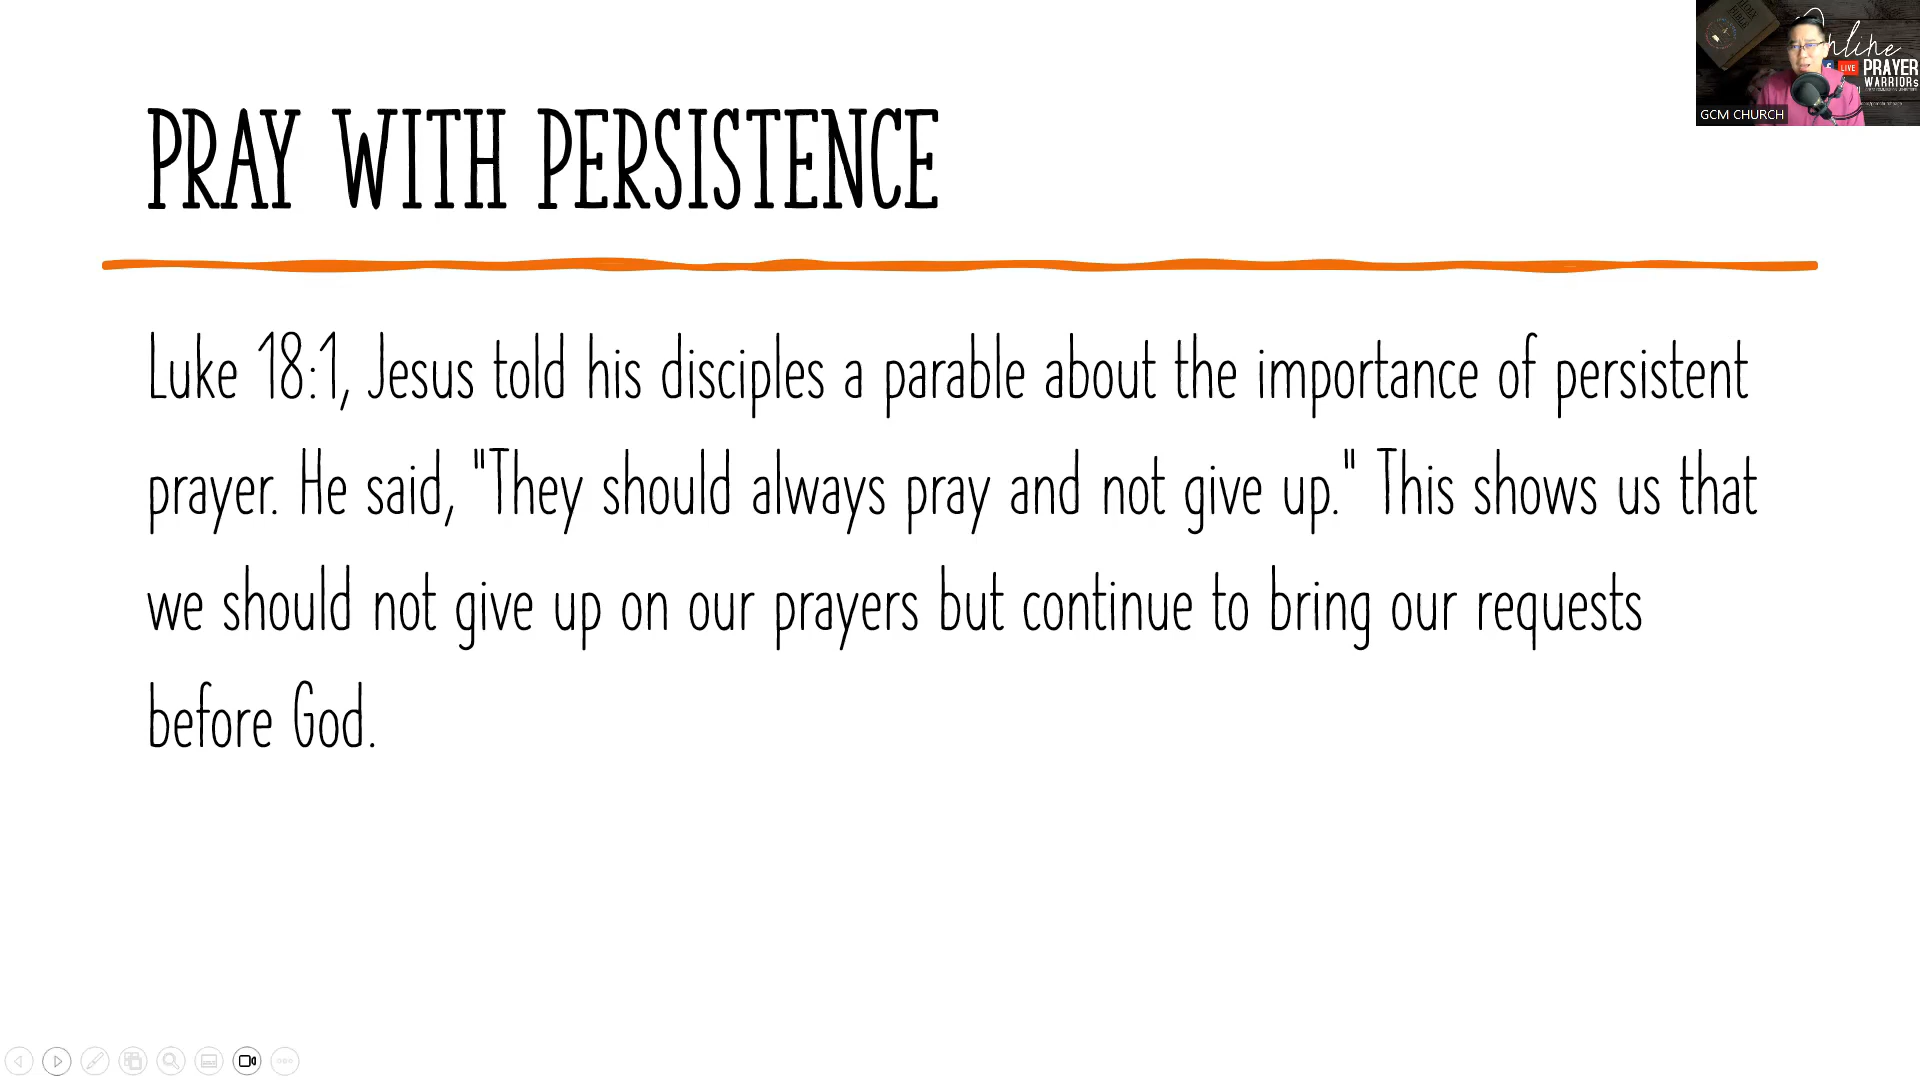 PRAY WITH PERSISTENCE
Luke 18:1, Jesus told his disciples a parable about the importance of persistent
prayer. He said, "They should always pray and not give up." This shows us that
we should not give up on our prayers but continue to bring our requests
before God.
LIVE
PRAYER
WARRIORS
GCM CHURCH